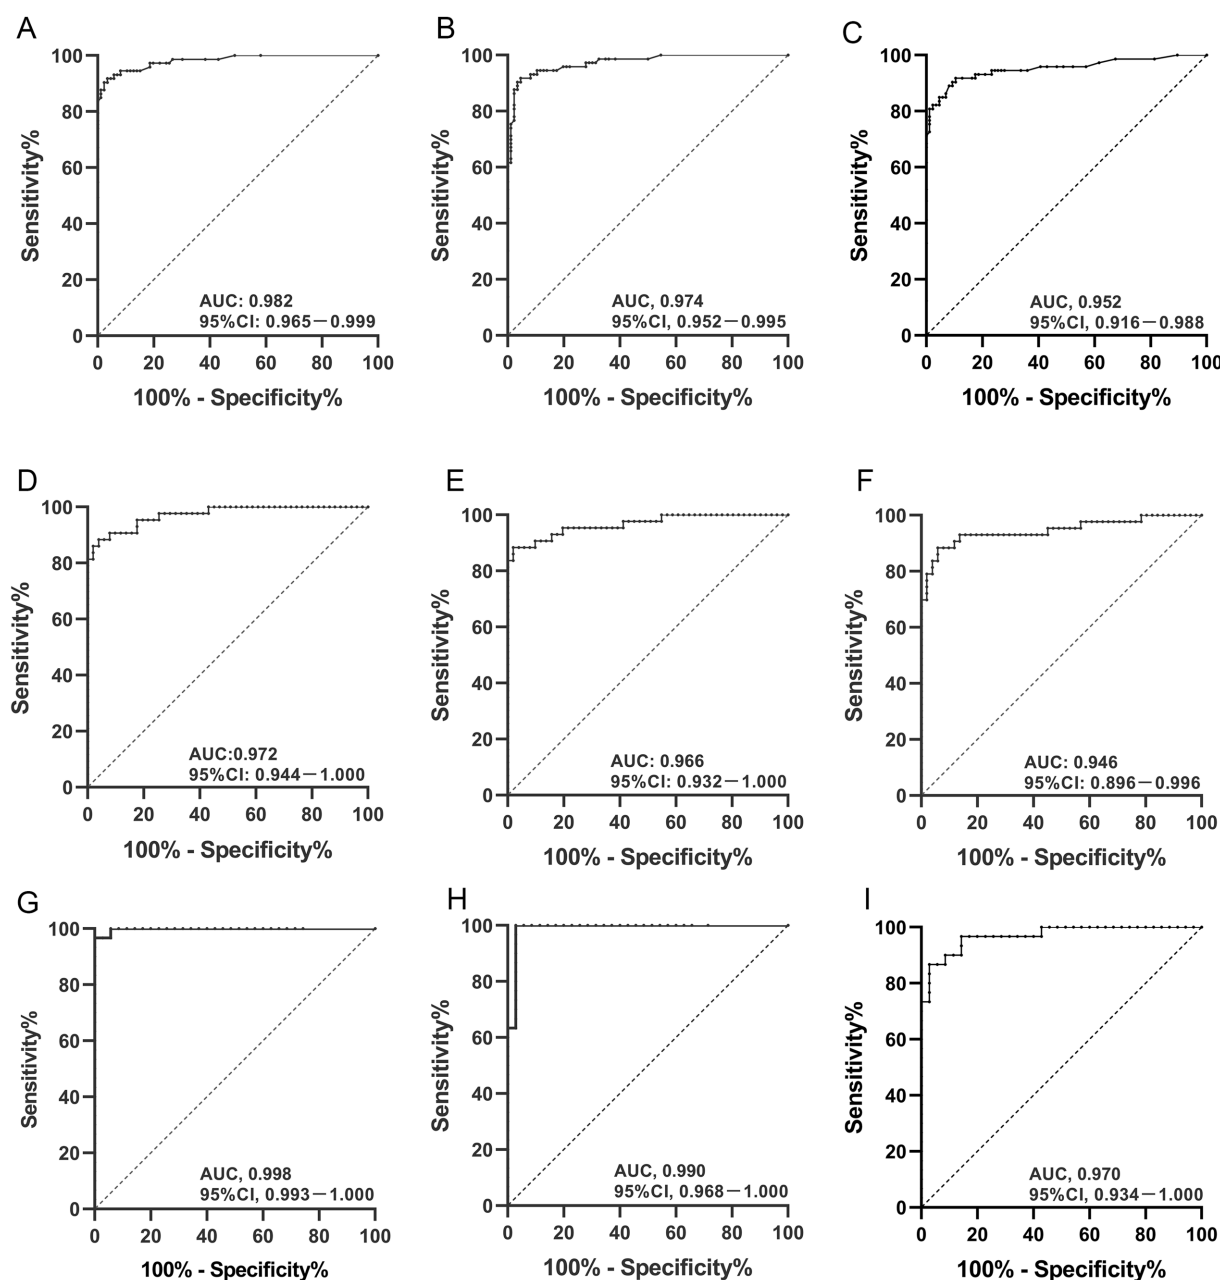 A
100
80
60
40
20
0
Sensitivity%
AUC: 0.982
95%CI: 0.965—0.999
0 20 40 60 80 100
100% - Specificity%
B
100
80
60
40
20
0
Sensitivity%
AUC, 0.974
95%CI, 0.952—0.995
0 20 40 60 80 100
100% - Specificity%
C
100
80
60
40
20
0
Sensitivity%
AUC, 0.952
95%CI, 0.916—0.988
0 20 40 60 80 100
100% - Specificity%
D
100
80
60
40
20
0
Sensitivity%
AUC:0.972
95%CI: 0.944—1.000
0 20 40 60 80 100
100% - Specificity%
E
100
80
60
40
20
0
Sensitivity%
AUC: 0.966
95%CI: 0.932—1.000
0 20 40 60 80 100
100% - Specificity%
F
100
80
60
40
20
0
Sensitivity%
AUC: 0.946
95%CI: 0.896—0.996
0 20 40 60 80 100
100% - Specificity%
G
100
80
60
40
20
0
Sensitivity%
AUC, 0.998
95%CI, 0.993—1.000
0 20 40 60 80 100
100% - Specificity%
H
100
80
60
40
20
0
Sensitivity%
AUC, 0.990
95%CI, 0.968—1.000
0 20 40 60 80 100
100% - Specificity%
I
100
80
60
40
20
0
Sensitivity%
AUC, 0.970
95%CI, 0.934—1.000
0 20 40 60 80 100
100% - Specificity%